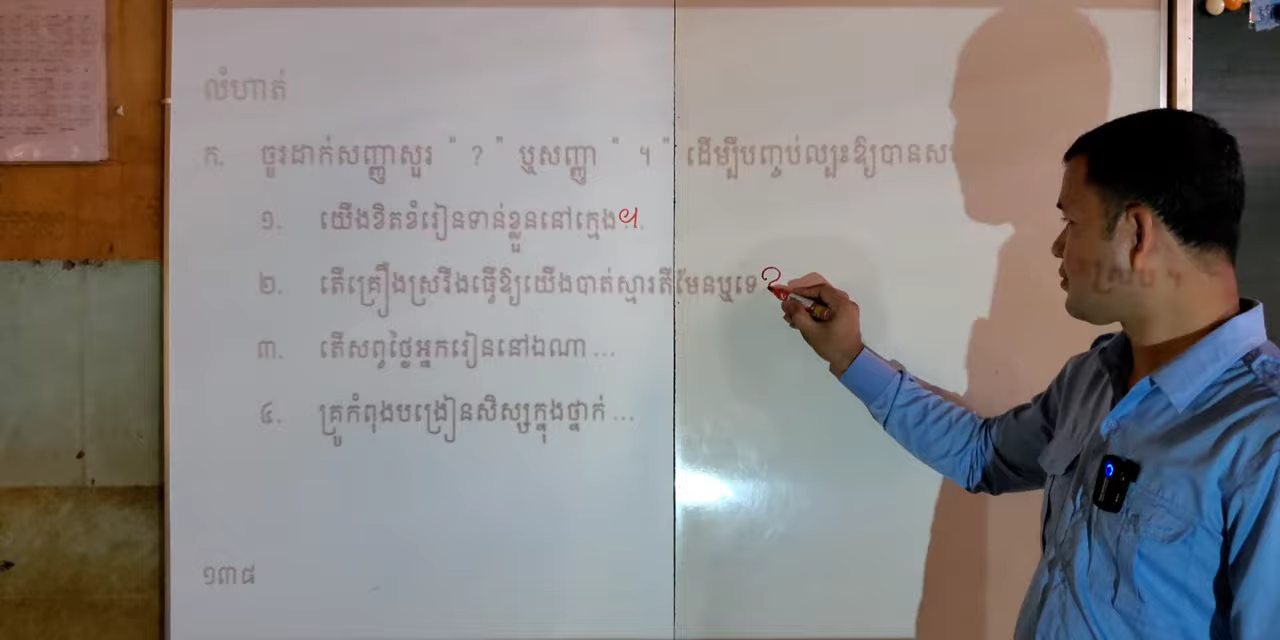 លំហាត់
ក. ចូរដាក់សញ្ញាសួរ " ? " ឬសញ្ញា " ។ " ដើម្បីបញ្ចប់ល្បះឱ្យបាន
១. យើងខិតខំរៀនទាន់ខ្លួននៅក្មេង។.
២. តើគ្រឿងស្រវឹងធ្វើឱ្យយើងបាត់ស្មារតីមែនឬទេ?
៣. តើសព្វថ្ងៃអ្នករៀននៅឯណា ...
៤. គ្រូកំពុងបង្រៀនសិស្សក្នុងថ្នាក់ ...
១៣៨